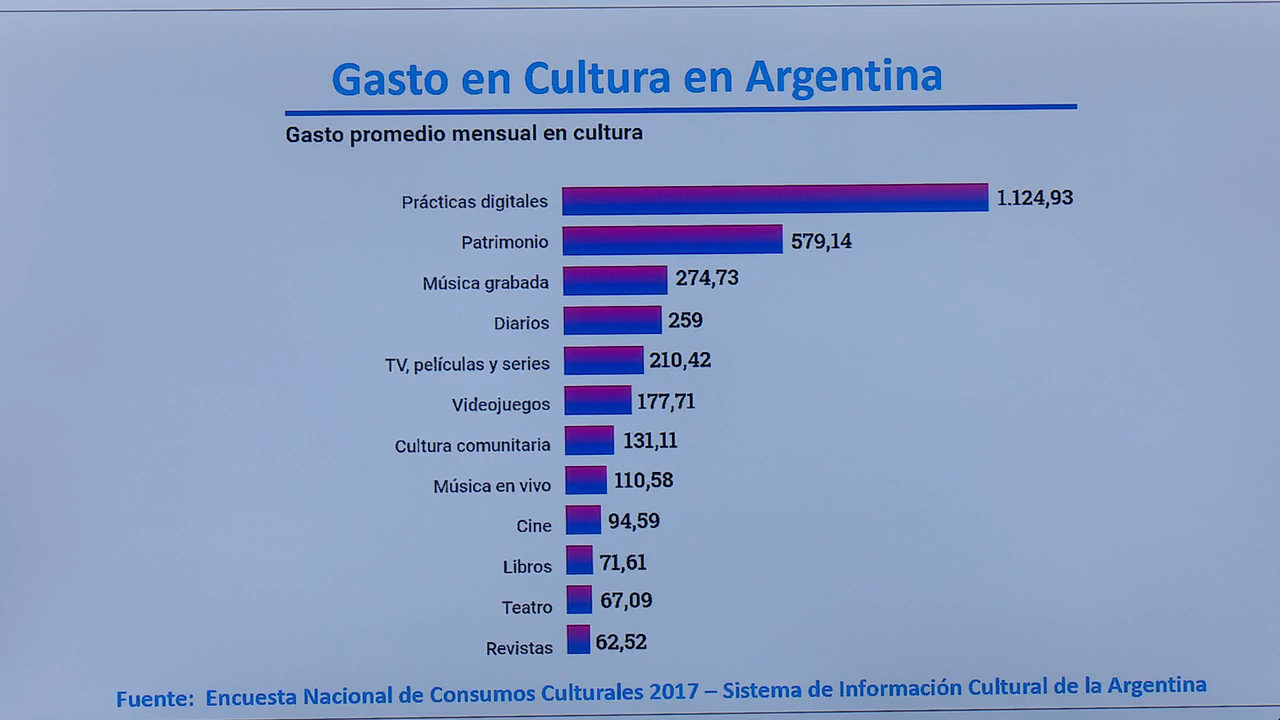 Gasto en Cultura en Argentina
Gasto promedio mensual en cultura
Prácticas digitales 1.124,93
Patrimonio 579,14
Música grabada 274,73
Diarios 259
TV, películas y series 210,42
Videojuegos 177,71
Cultura comunitaria 131,11
Música en vivo 110,58
Cine 94,59
Libros 71,61
Teatro 67,09
Revistas 62,52
Fuente: Encuesta Nacional de Consumos Culturales 2017 – Sistema de Información Cultural de la Argentina